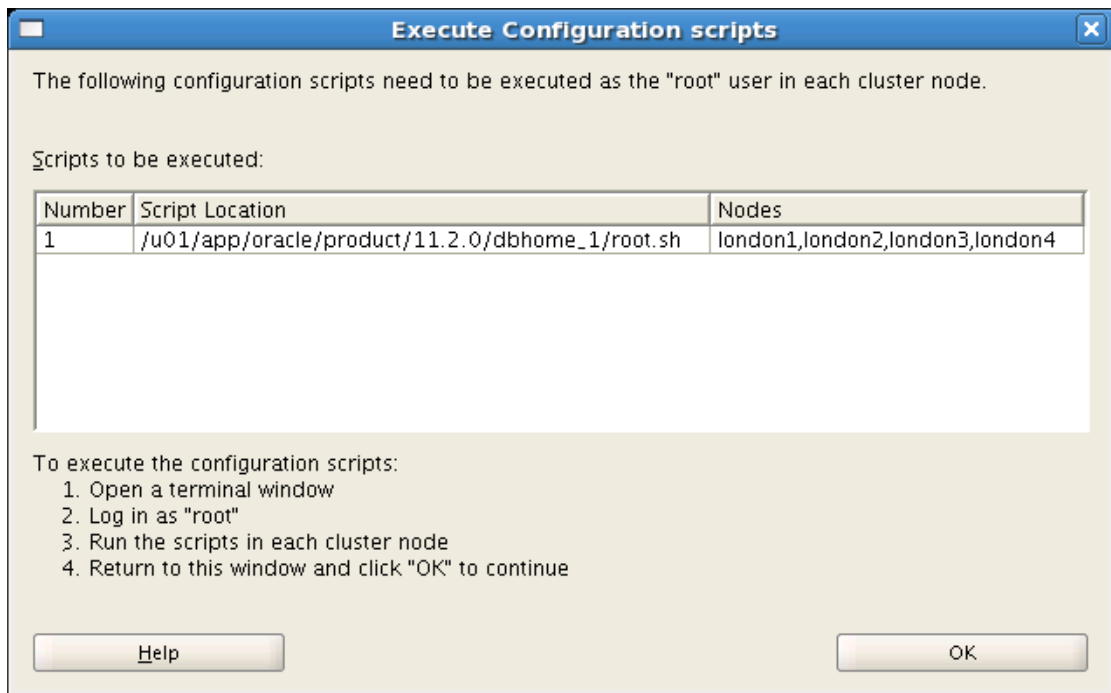 Execute Configuration scripts
The following configuration scripts need to be executed as the "root" user in each cluster node.
Scripts to be executed:
Number Script Location Nodes
1 /u01/app/oracle/product/11.2.0/dbhome_1/root.sh london1,london2,london3,london4
To execute the configuration scripts:
1. Open a terminal window
2. Log in as "root"
3. Run the scripts in each cluster node
4. Return to this window and click "OK" to continue
Help OK